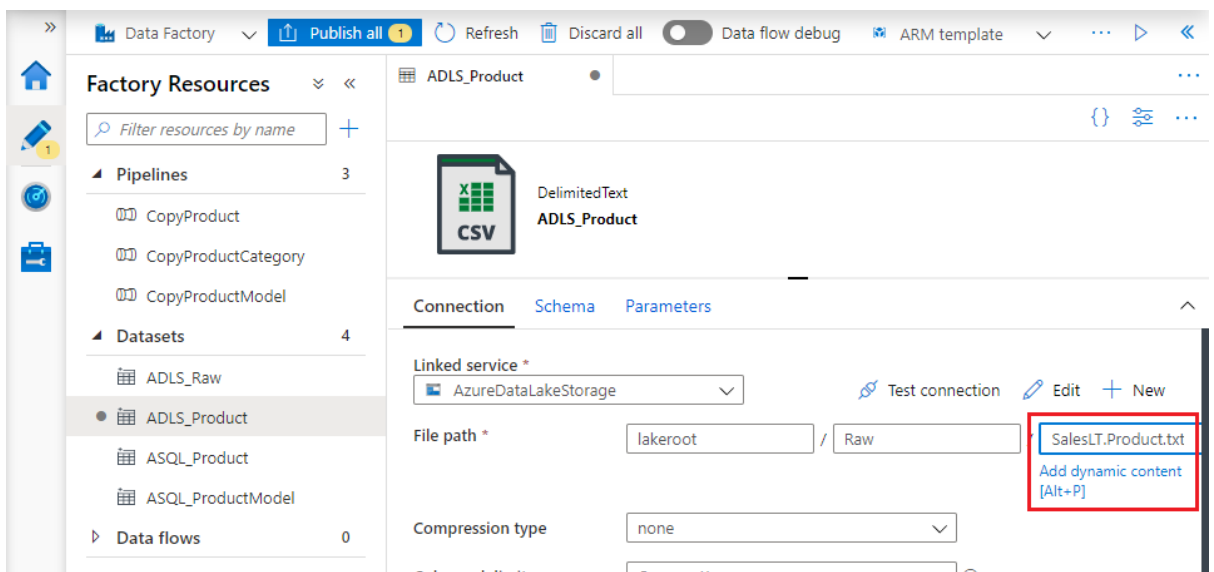 Data Factory Publish all 1 Refresh Discard all Data flow debug ARM template ...
Factory Resources
Filter resources by name
1
Pipelines 3
CopyProduct
CopyProductCategory
CopyProductModel
Datasets 4
ADLS_Raw
ADLS_Product
ASQL_Product
ASQL_ProductModel
Data flows 0
ADLS_Product
{}
CSV
DelimitedText
ADLS_Product
Connection Schema Parameters
Linked service *
AzureDataLakeStorage Test connection Edit New
File path * lakeroot / Raw / SalesLT.Product.txt
Add dynamic content
[Alt+P]
Compression type none